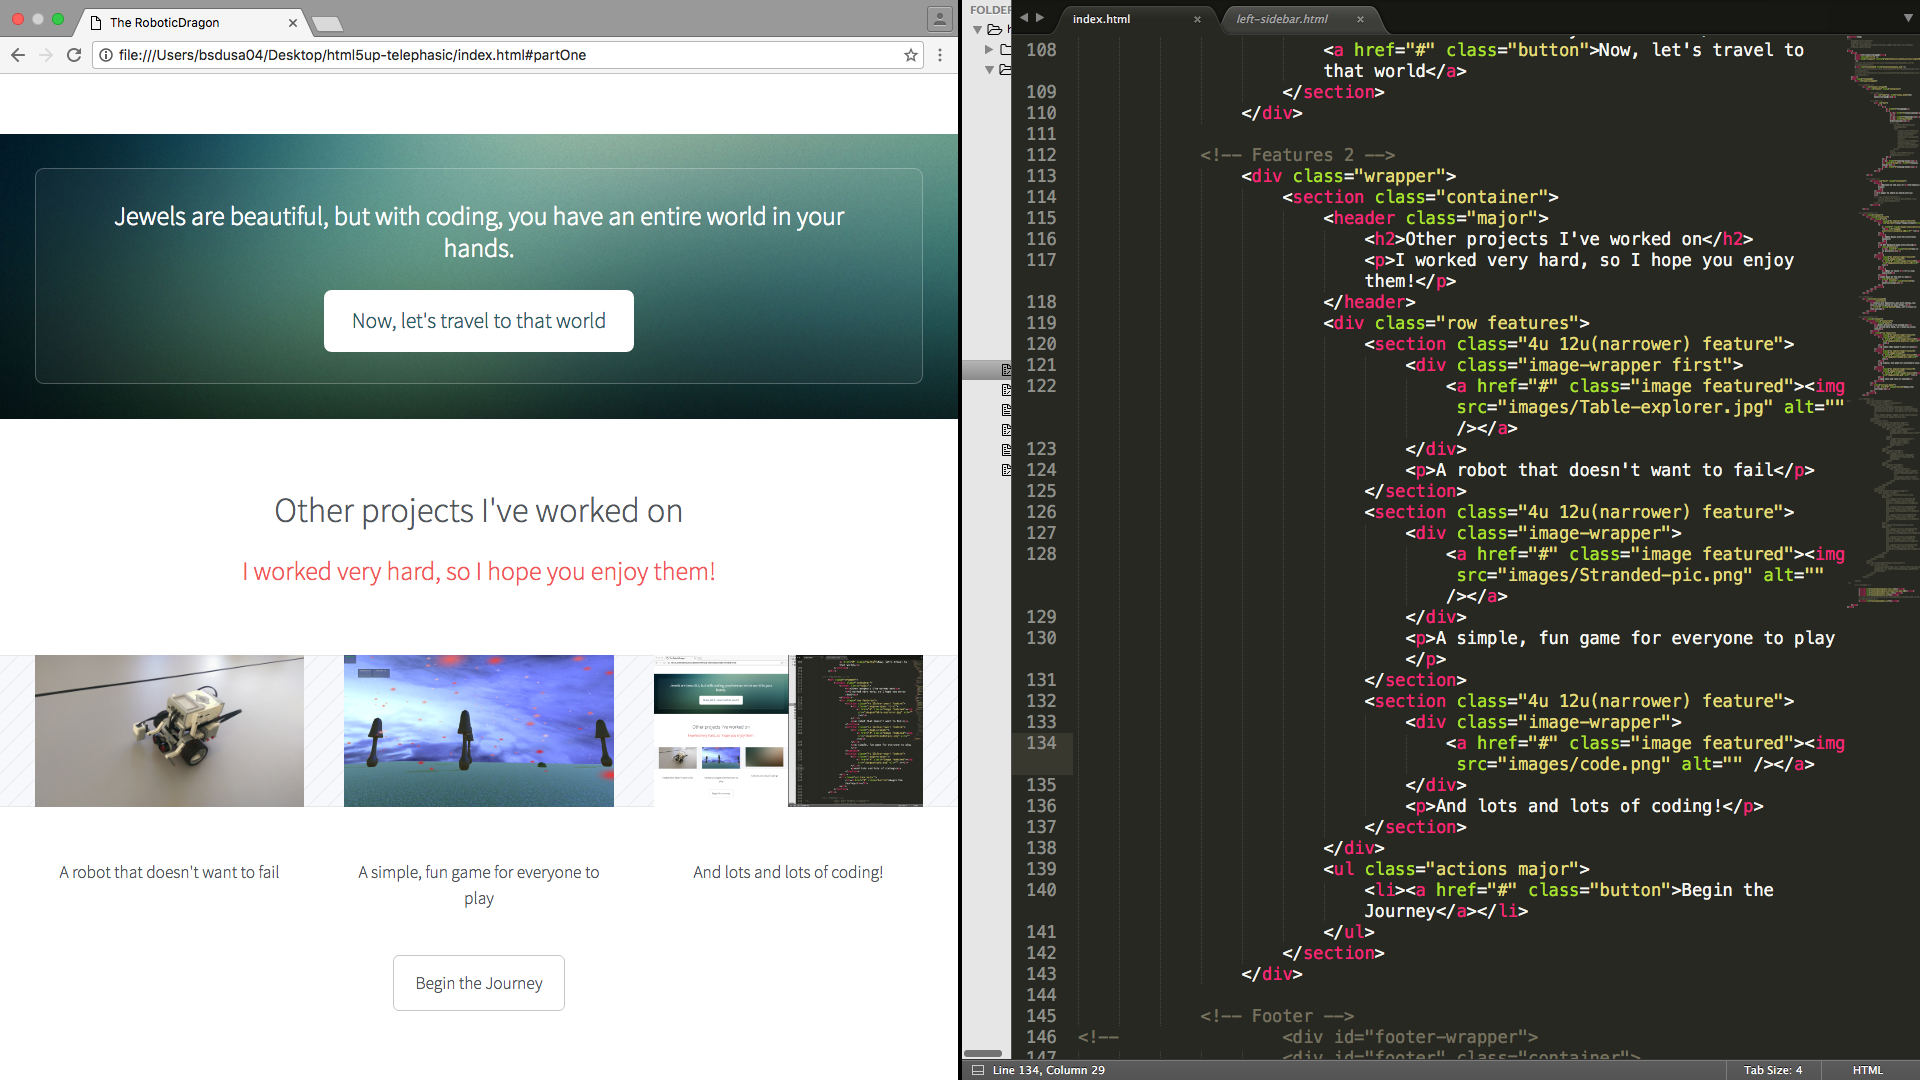 The RoboticDragon
file:///Users/bsdusa04/Desktop/html5up-telephasic/index.html#partOne
Jewels are beautiful, but with coding, you have an entire world in your
hands.
Now, let's travel to that world
Other projects I've worked on
I worked very hard, so I hope you enjoy them!
A robot that doesn't want to fail
A simple, fun game for everyone to
play
And lots and lots of coding!
Begin the Journey
FOLDER
index.html
left-sidebar.html
108 <a href="#" class="button">Now, let's travel to
that world</a>
109 </section>
110 </div>
111
112 <!-- Features 2 -->
113 <div class="wrapper">
114 <section class="container">
115 <header class="major">
116 <h2>Other projects I've worked on</h2>
117 <p>I worked very hard, so I hope you enjoy
them!</p>
118 </header>
119 <div class="row features">
120 <section class="4u 12u(narrower) feature">
121 <div class="image-wrapper first">
122 <a href="#" class="image featured"><img
src="images/Table-explorer.jpg" alt=""
/></a>
123 </div>
124 <p>A robot that doesn't want to fail</p>
125 </section>
126 <section class="4u 12u(narrower) feature">
127 <div class="image-wrapper">
128 <a href="#" class="image featured"><img
src="images/Stranded-pic.png" alt=""
/></a>
129 </div>
130 <p>A simple, fun game for everyone to play
</p>
131 </section>
132 <section class="4u 12u(narrower) feature">
133 <div class="image-wrapper">
134 <a href="#" class="image featured"><img
src="images/code.png" alt="" /></a>
135 </div>
136 <p>And lots and lots of coding!</p>
137 </section>
138 </div>
139 <ul class="actions major">
140 <li><a href="#" class="button">Begin the
Journey</a></li>
141 </ul>
142 </section>
143 </div>
144
145 <!-- Footer -->
146 <!-- <div id="footer-wrapper">
147 <div id="footer" class="container">
Line 134, Column 29
Tab Size: 4
HTML